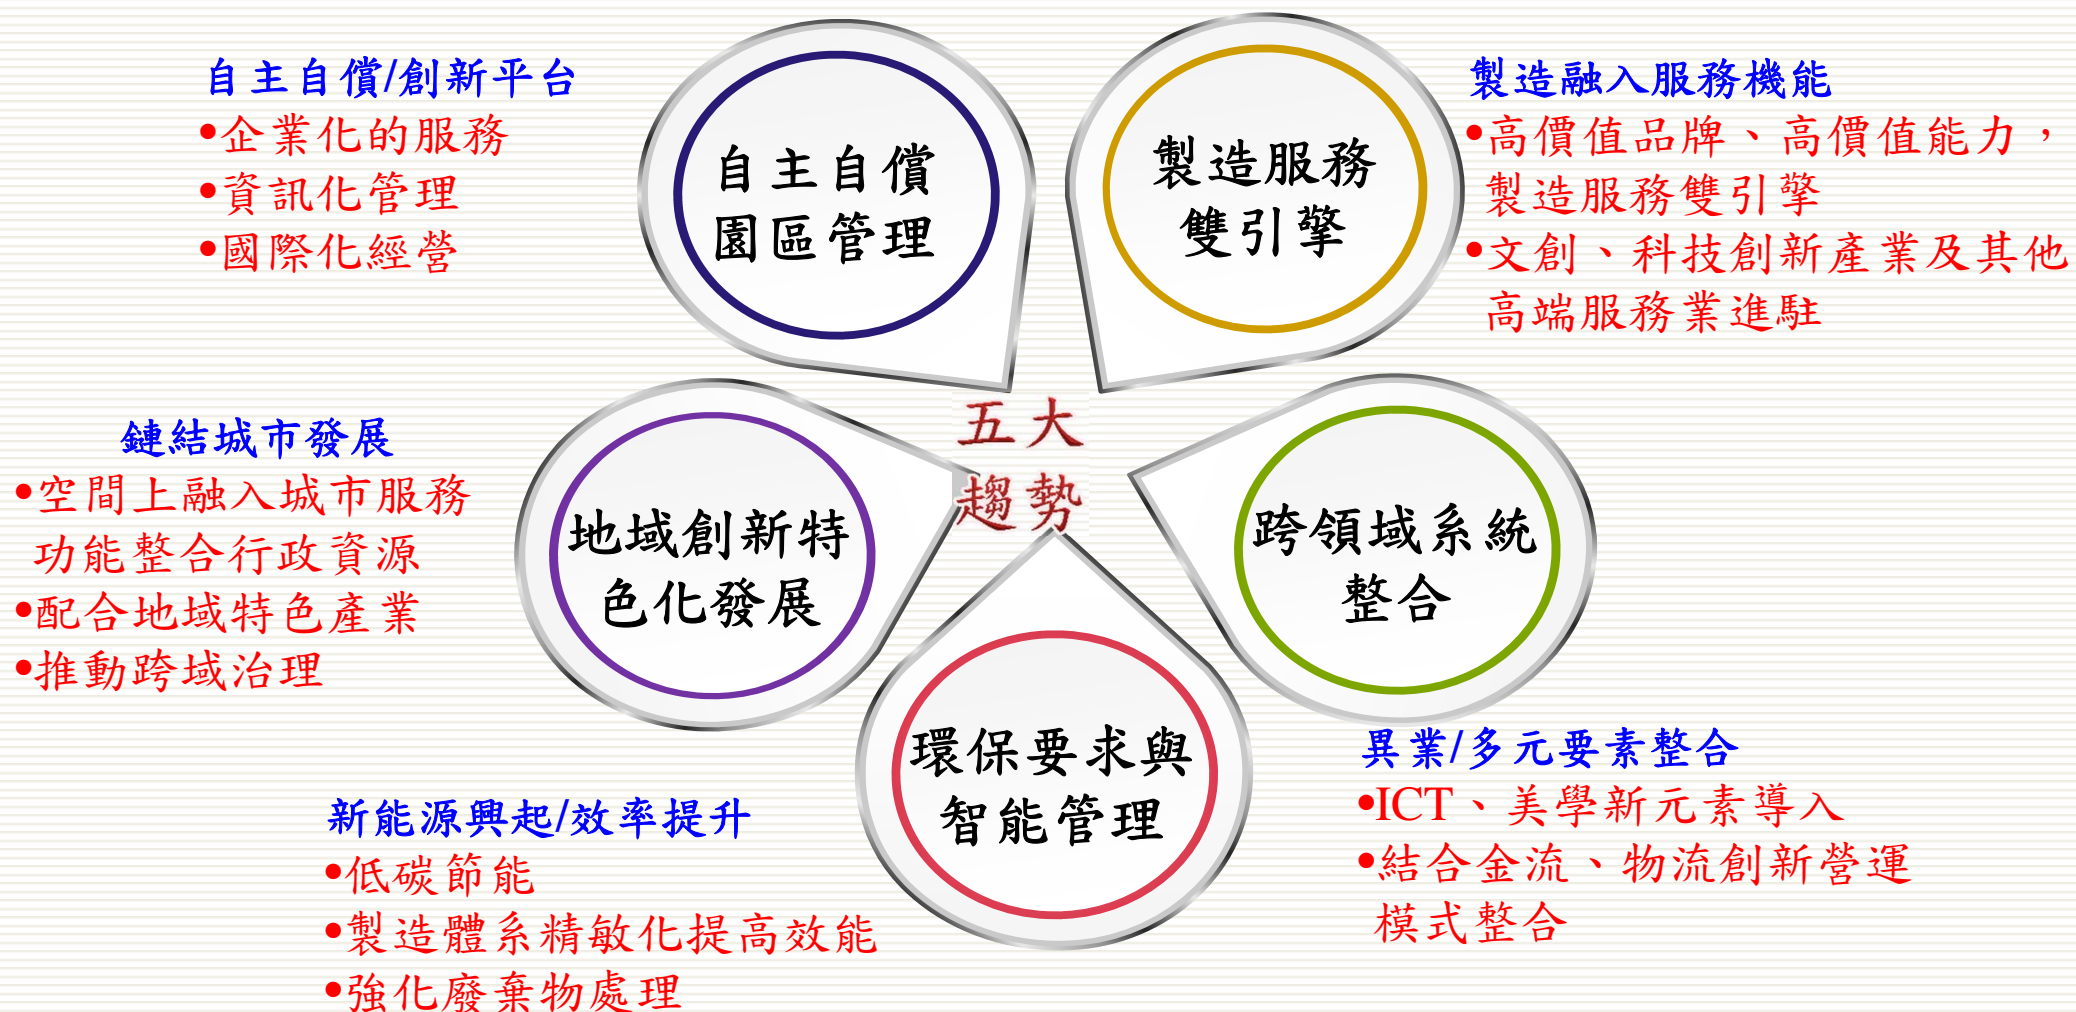 自主自償/創新平台
•企業化的服務
•資訊化管理
•國際化經營
自主自償
園區管理
製造服務
雙引擎
製造融入服務機能
•高價值品牌、高價值能力，
製造服務雙引擎
•文創、科技創新產業及其他
高端服務業進駐
五大
趨勢
鏈結城市發展
•空間上融入城市服務
功能整合行政資源
•配合地域特色產業
•推動跨域治理
地域創新特
色化發展
跨領域系統
整合
環保要求與
智能管理
異業/多元要素整合
•ICT、美學新元素導入
•結合金流、物流創新營運
模式整合
新能源興起/效率提升
•低碳節能
•製造體系精敏化提高效能
•強化廢棄物處理